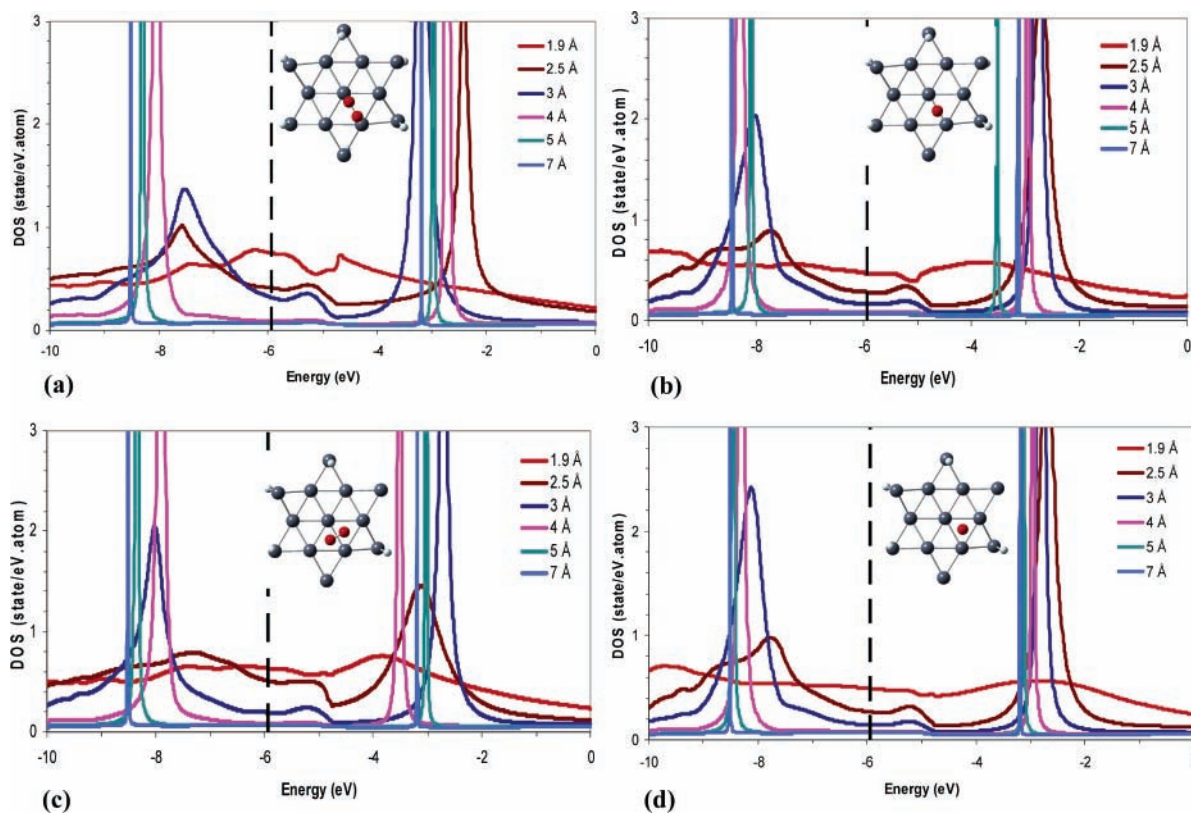 3
2
1
0
DOS (state/eV.atom)
1.9 Å
2.5 Å
3 Å
4 Å
5 Å
7 Å
-10
-8
-6
-4
-2
0
Energy (eV)
(a)
3
2
1
0
DOS (state/eV.atom)
1.9 Å
2.5 Å
3 Å
4 Å
5 Å
7 Å
-10
-8
-6
-4
-2
0
Energy (eV)
(b)
3
2
1
0
DOS (state/eV.atom)
1.9 Å
2.5 Å
3 Å
4 Å
5 Å
7 Å
-10
-8
-6
-4
-2
0
Energy (eV)
(c)
3
2
1
0
DOS (state/eV.atom)
1.9 Å
2.5 Å
3 Å
4 Å
5 Å
7 Å
-10
-8
-6
-4
-2
Energy (eV)
(d)